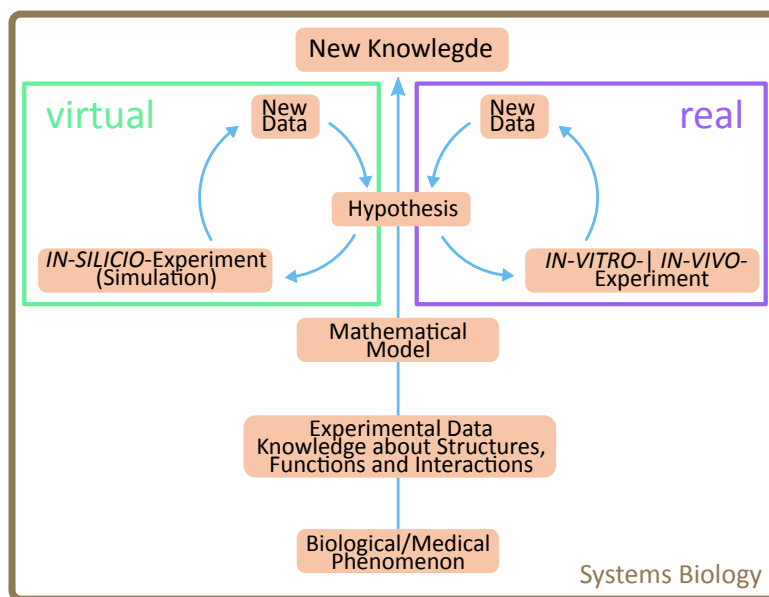 New Knowlegde
virtual
New
Data
New
Data
real
Hypothesis
IN-SILICIO-Experiment
(Simulation)
IN-VITRO-| IN-VIVO-
Experiment
Mathematical
Model
Experimental Data
Knowledge about Structures,
Functions and Interactions
Biological/Medical
Phenomenon
Systems Biology